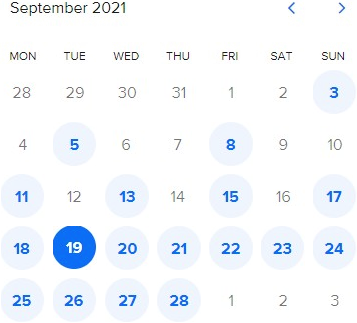 September 2021
MON TUE WED THU FRI SAT SUN
28 29 30 31 1 2 3
4 5 6 7 8 9 10
11 12 13 14 15 16 17
18 19 20 21 22 23 24
25 26 27 28 1 2 3